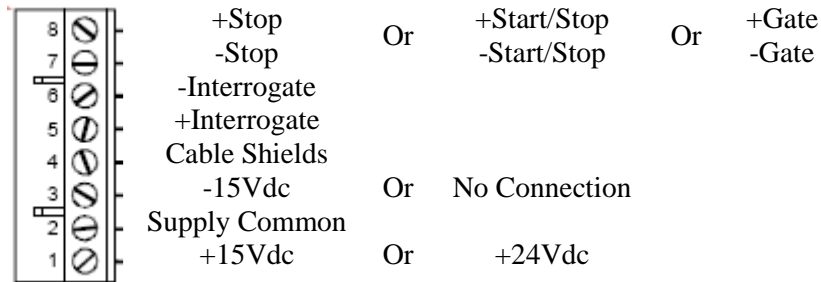 8 +Stop Or +Start/Stop Or +Gate
7 -Stop -Start/Stop -Gate
6 -Interrogate
5 +Interrogate
4 Cable Shields
3 -15Vdc Or No Connection
2 Supply Common
1 +15Vdc Or +24Vdc